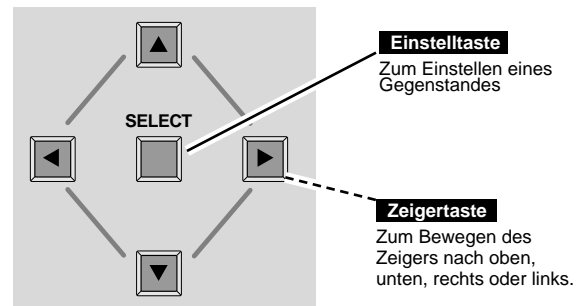 SELECT
Einstelltaste
Zum Einstellen eines
Gegenstandes
Zeigertaste
Zum Bewegen des
Zeigers nach oben,
unten, rechts oder links.